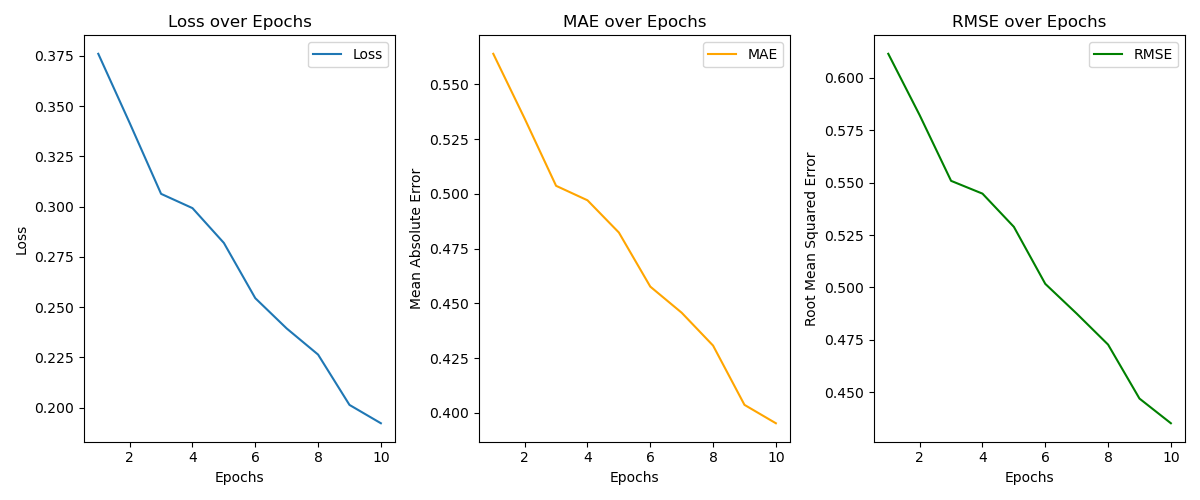 Loss over Epochs
Loss
0.375
0.350
0.325
0.300
0.275
0.250
0.225
0.200
Loss
2 4 6 8 10
Epochs
MAE over Epochs
MAE
0.550
0.525
0.500
0.475
0.450
0.425
0.400
Mean Absolute Error
2 4 6 8 10
Epochs
RMSE over Epochs
RMSE
0.600
0.575
0.550
0.525
0.500
0.475
0.450
Root Mean Squared Error
2 4 6 8 10
Epochs